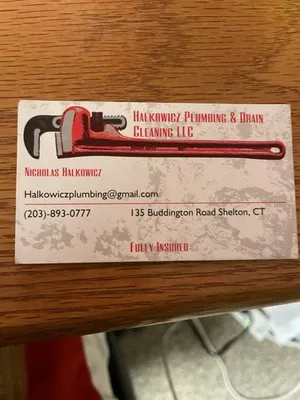 Halkowicz Plumbing & Drain
Cleaning LLC
Nicholas Halkowicz
Halkowiczplumbing@gmail.com
(203)-893-0777 135 Buddington Road Shelton, CT
Fully Insured